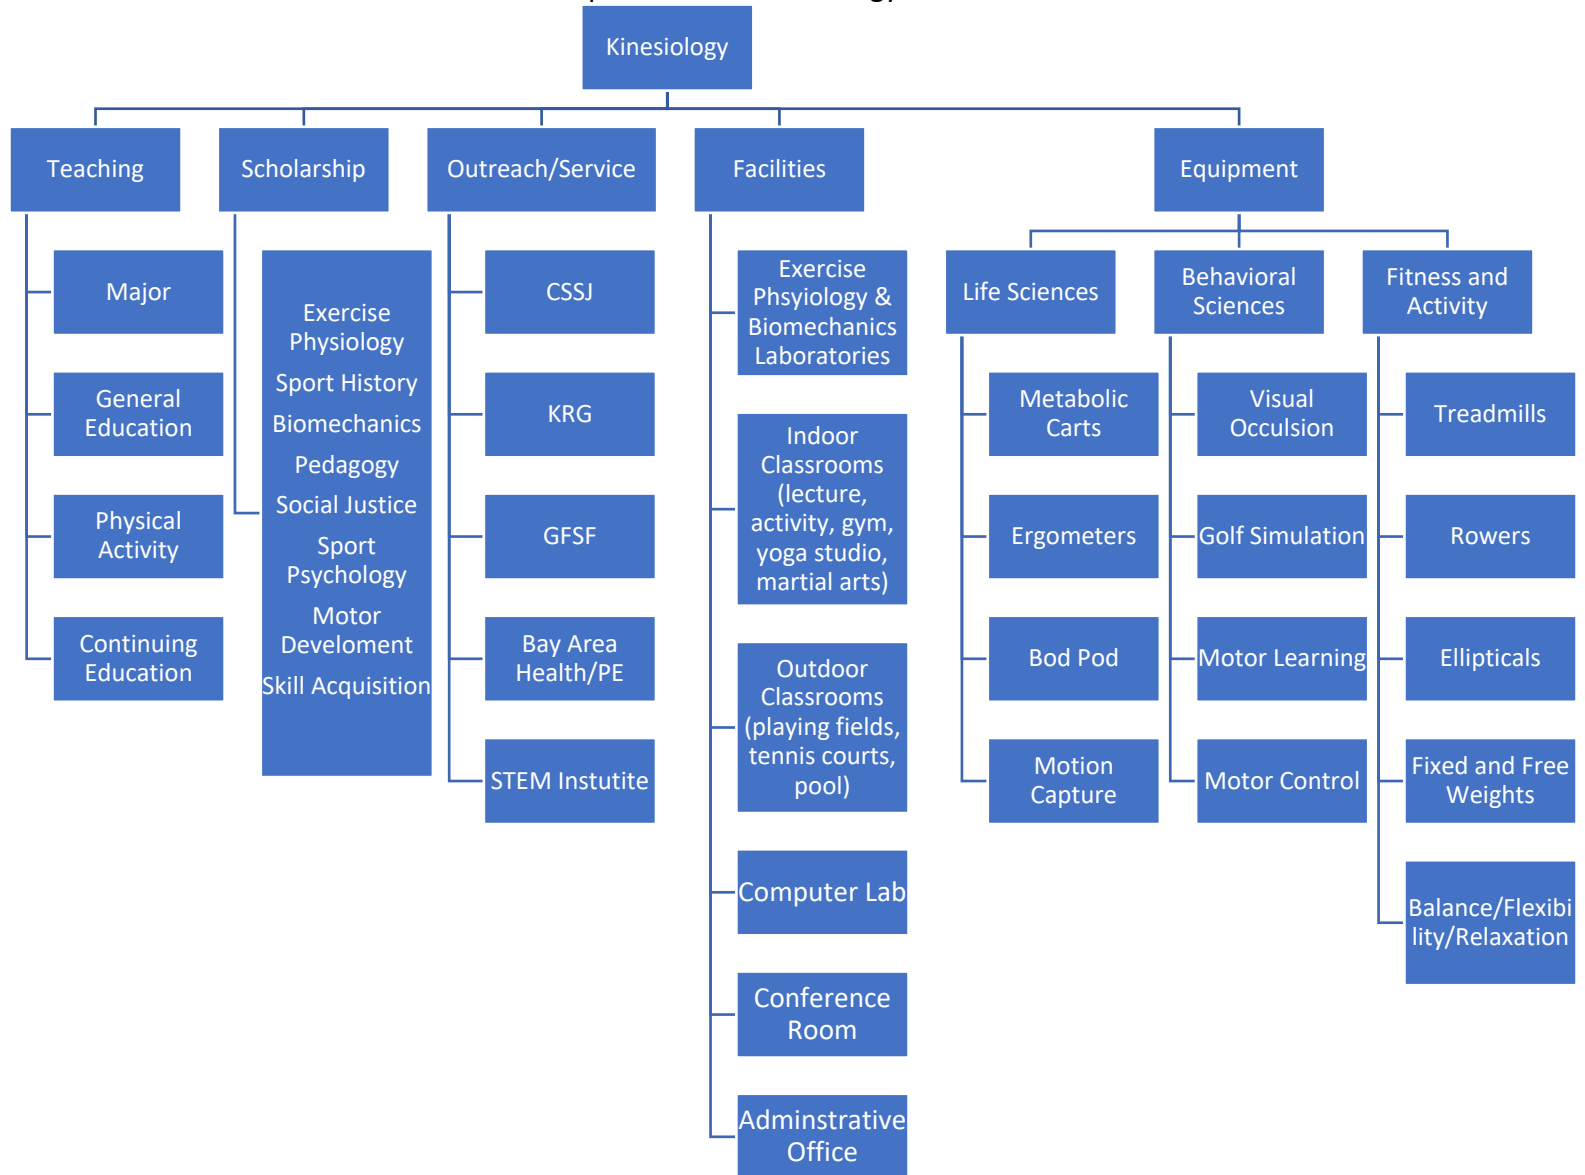 Kinesiology
Teaching
Scholarship
Outreach/Service
Facilities
Equipment
Major
General
Education
Physical
Activity
Continuing
Education
Exercise
Physiology
Sport History
Biomechanics
Pedagogy
Social Justice
Sport
Psychology
Motor
Develoment
Skill Acquisition
CSSJ
KRG
GFSF
Bay Area
Health/PE
STEM Instutite
Exercise
Phsyiology &
Biomechanics
Laboratories
Indoor
Classrooms
(lecture,
activity, gym,
yoga studio,
martial arts)
Outdoor
Classrooms
(playing fields,
tennis courts,
pool)
Computer Lab
Conference
Room
Adminstrative
Office
Life Sciences
Metabolic
Carts
Ergometers
Bod Pod
Motion
Capture
Behavioral
Sciences
Visual
Occulsion
Golf Simulation
Motor Learning
Motor Control
Fitness and
Activity
Treadmills
Rowers
Ellipticals
Fixed and Free
Weights
Balance/Flexibi
lity/Relaxation